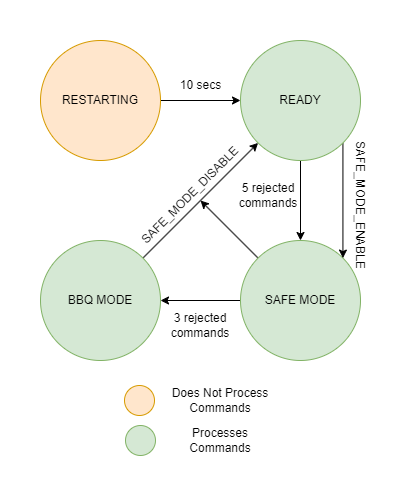 RESTARTING
10 secs
READY
SAFE_MODE_DISABLE
5 rejected
commands
SAFE_MODE_ENABLE
BBQ MODE
SAFE MODE
3 rejected
commands
Does Not Process
Commands
Processes
Commands